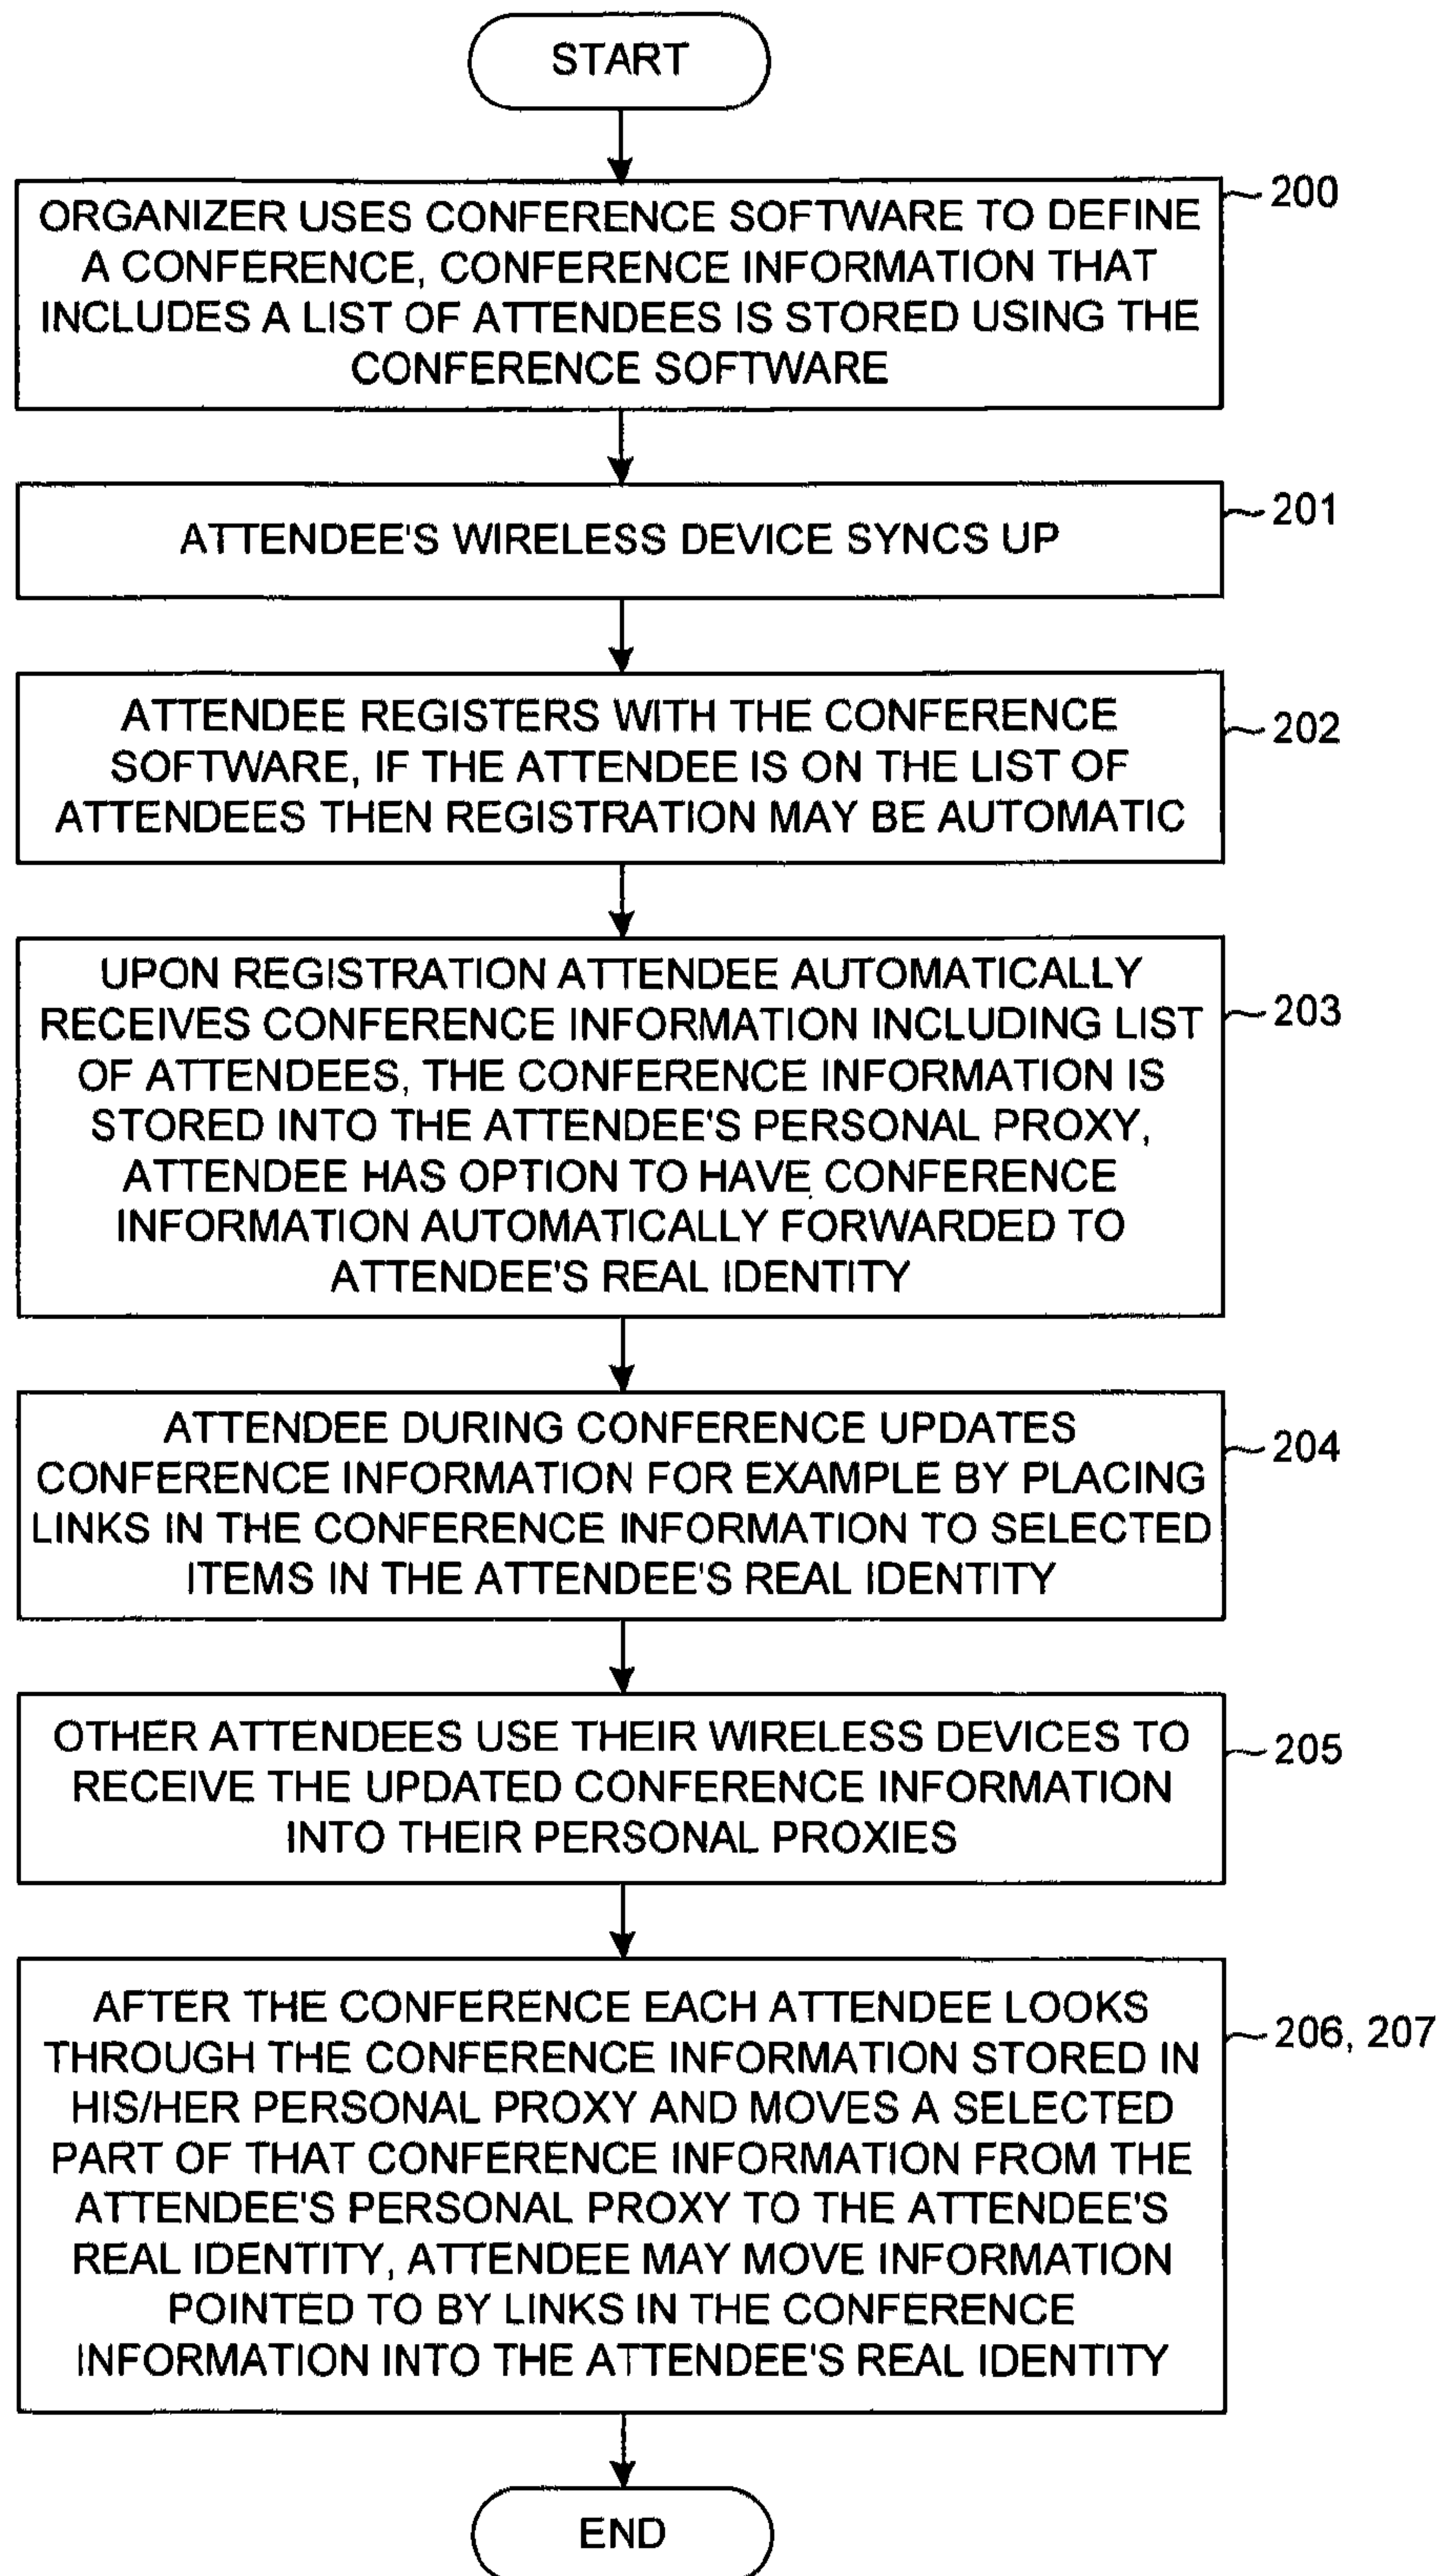 START
ORGANIZER USES CONFERENCE SOFTWARE TO DEFINE
A CONFERENCE, CONFERENCE INFORMATION THAT
INCLUDES A LIST OF ATTENDEES IS STORED USING THE
CONFERENCE SOFTWARE
200
ATTENDEE'S WIRELESS DEVICE SYNCS UP
201
ATTENDEE REGISTERS WITH THE CONFERENCE
SOFTWARE, IF THE ATTENDEE IS ON THE LIST OF
ATTENDEES THEN REGISTRATION MAY BE AUTOMATIC
202
UPON REGISTRATION ATTENDEE AUTOMATICALLY
RECEIVES CONFERENCE INFORMATION INCLUDING LIST
OF ATTENDEES, THE CONFERENCE INFORMATION IS
STORED INTO THE ATTENDEE'S PERSONAL PROXY,
ATTENDEE HAS OPTION TO HAVE CONFERENCE
INFORMATION AUTOMATICALLY FORWARDED TO
ATTENDEE'S REAL IDENTITY
203
ATTENDEE DURING CONFERENCE UPDATES
CONFERENCE INFORMATION FOR EXAMPLE BY PLACING
LINKS IN THE CONFERENCE INFORMATION TO SELECTED
ITEMS IN THE ATTENDEE'S REAL IDENTITY
204
OTHER ATTENDEES USE THEIR WIRELESS DEVICES TO
RECEIVE THE UPDATED CONFERENCE INFORMATION
INTO THEIR PERSONAL PROXIES
205
AFTER THE CONFERENCE EACH ATTENDEE LOOKS
THROUGH THE CONFERENCE INFORMATION STORED IN
HIS/HER PERSONAL PROXY AND MOVES A SELECTED
PART OF THAT CONFERENCE INFORMATION FROM THE
ATTENDEE'S PERSONAL PROXY TO THE ATTENDEE'S
REAL IDENTITY, ATTENDEE MAY MOVE INFORMATION
POINTED TO BY LINKS IN THE CONFERENCE
INFORMATION INTO THE ATTENDEE'S REAL IDENTITY
206, 207
END